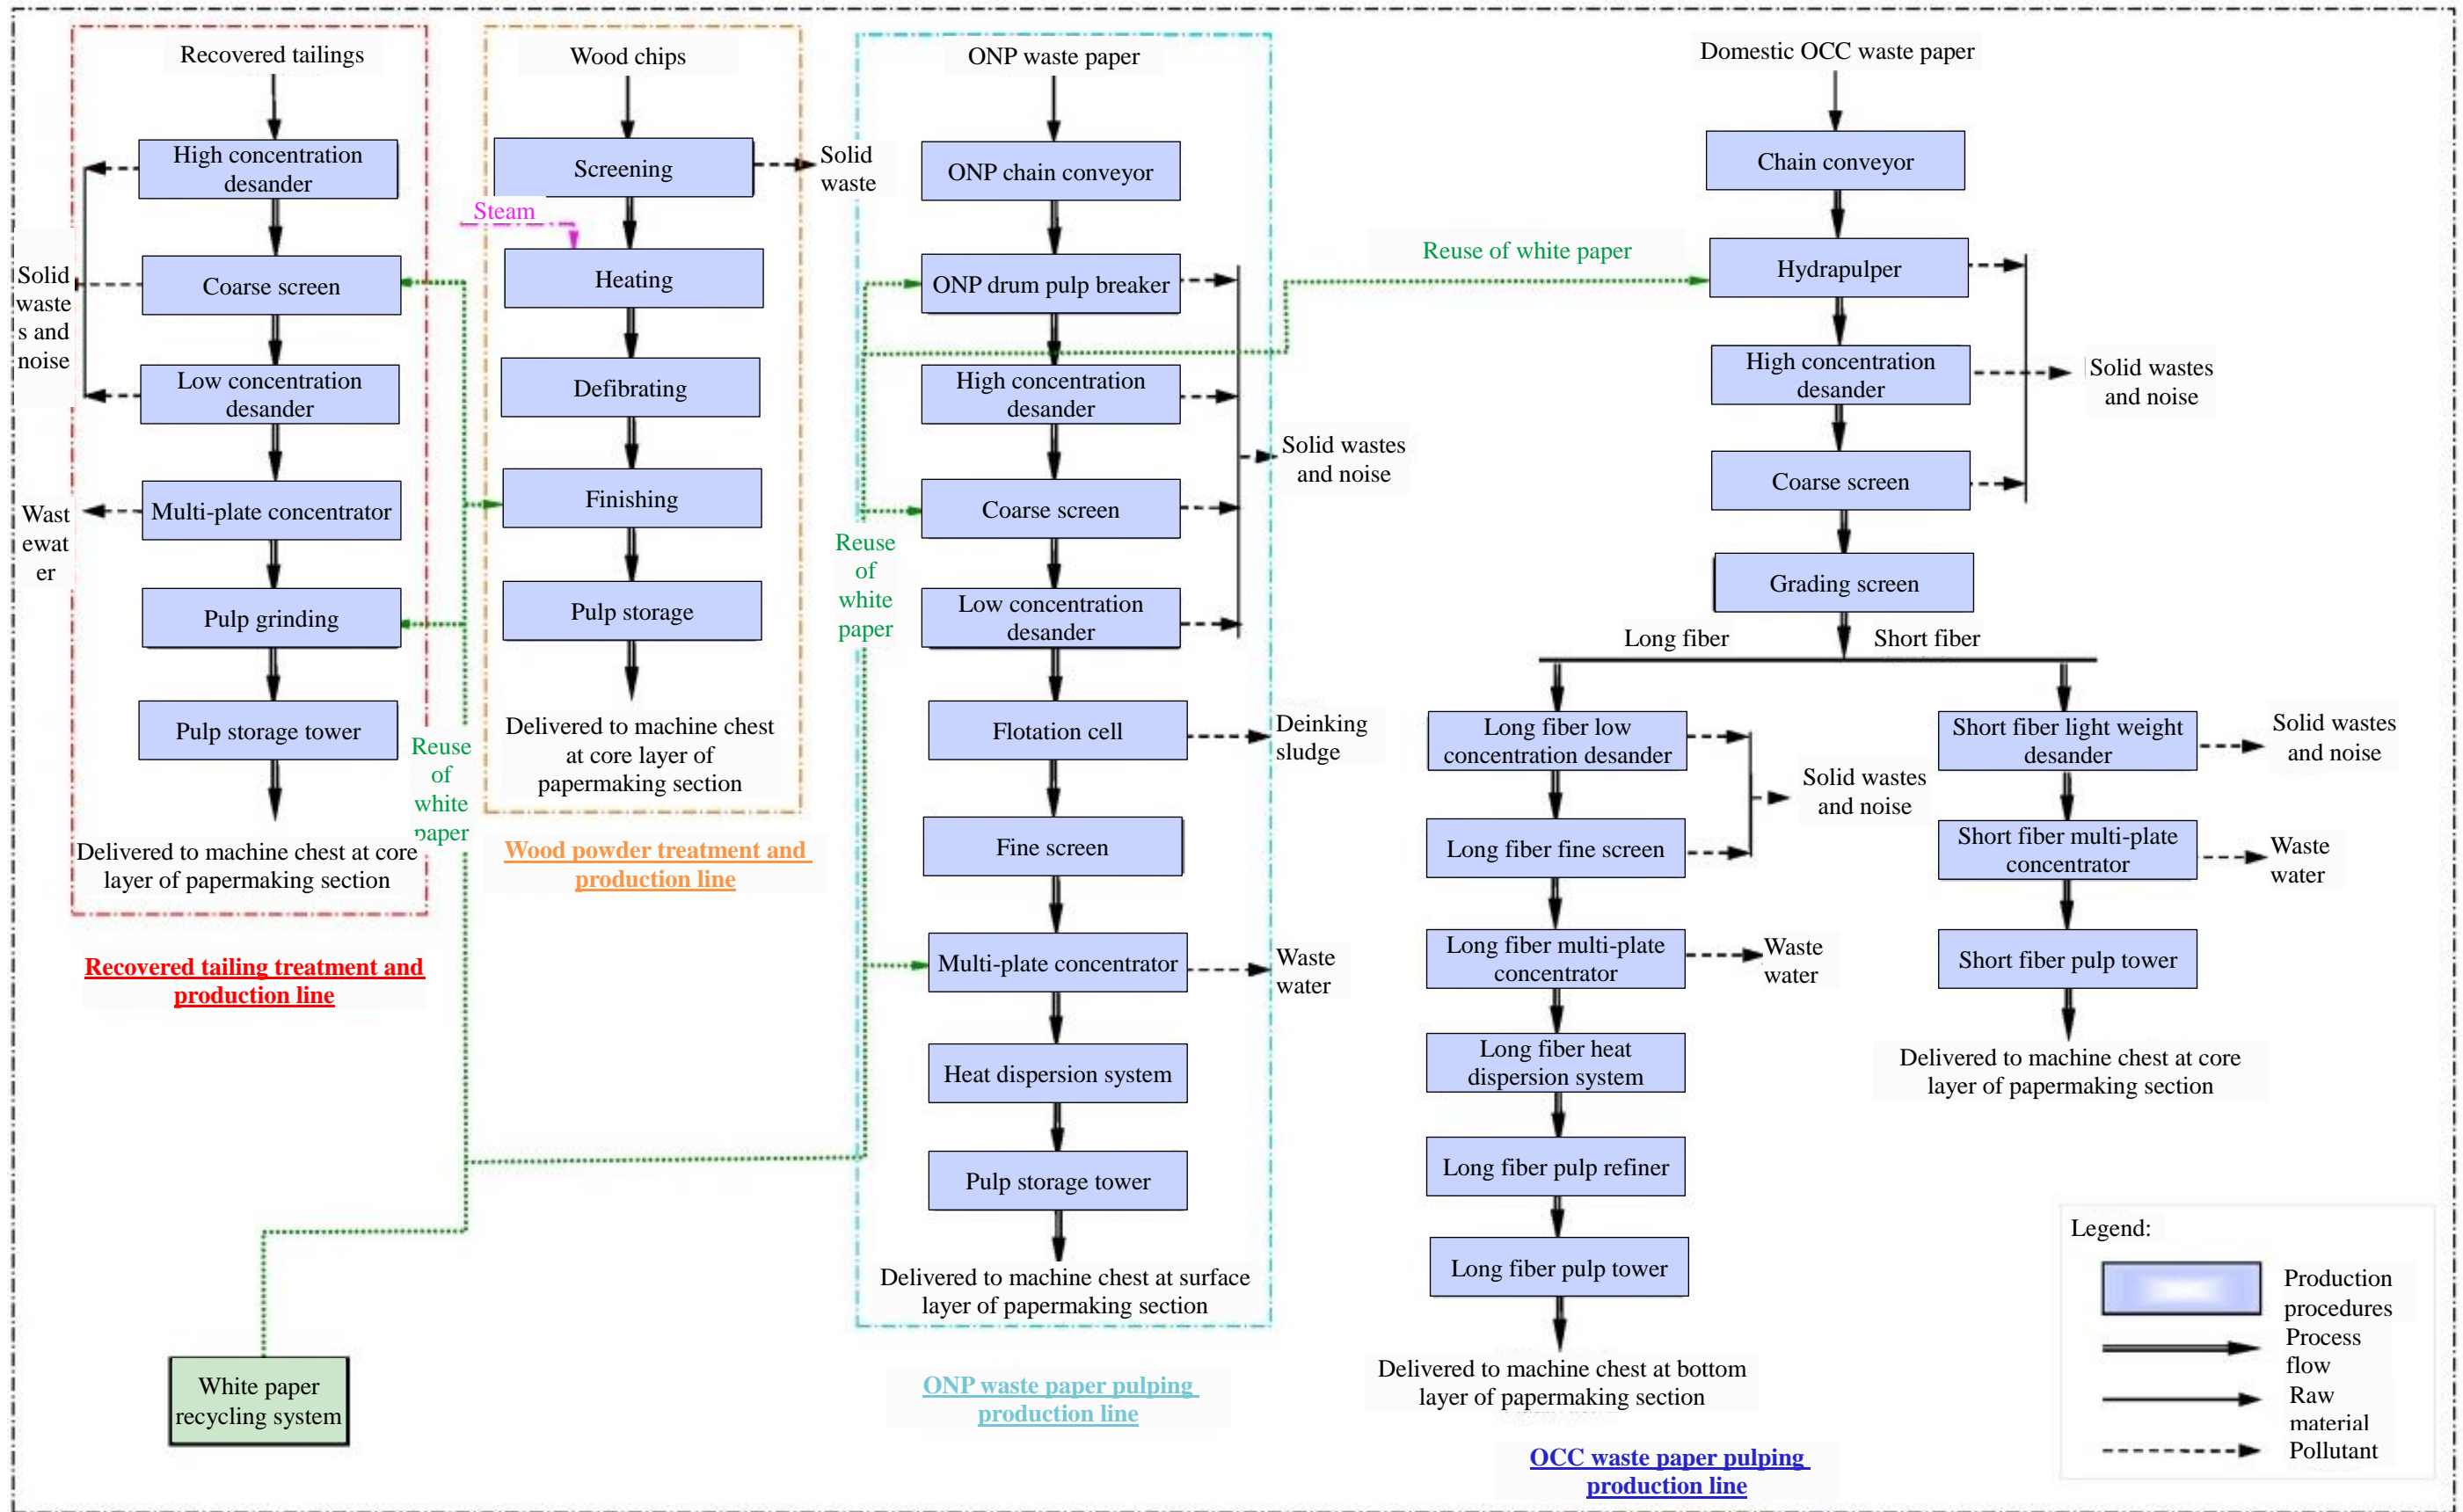 Recovered tailings
High concentration
desander
Coarse screen
Low concentration
desander
Multi-plate concentrator
Pulp grinding
Pulp storage tower
Delivered to machine chest at core
layer of papermaking section
Solid
waste
s and
noise
Wast
ewat
er
Recovered tailing treatment and
production line
Reuse
of
white
paper
White paper
recycling system
Wood chips
Screening
Solid
waste
Steam
Heating
Defibrating
Finishing
Pulp storage
Delivered to machine chest
at core layer of
papermaking section
Wood powder treatment and
production line
ONP waste paper
ONP chain conveyor
ONP drum pulp breaker
High concentration
desander
Coarse screen
Low concentration
desander
Solid wastes
and noise
Reuse
of
white
paper
Flotation cell
Deinking
sludge
Fine screen
Multi-plate concentrator
Waste
water
Heat dispersion system
Pulp storage tower
Delivered to machine chest at surface
layer of papermaking section
ONP waste paper pulping
production line
Domestic OCC waste paper
Chain conveyor
Reuse of white paper
Hydrapulper
High concentration
desander
Solid wastes
and noise
Coarse screen
Grading screen
Long fiber
Short fiber
Long fiber low
concentration desander
Solid wastes
and noise
Long fiber fine screen
Long fiber multi-plate
concentrator
Waste
water
Long fiber heat
dispersion system
Long fiber pulp refiner
Long fiber pulp tower
Delivered to machine chest at bottom
layer of papermaking section
Short fiber light weight
desander
Solid wastes
and noise
Short fiber multi-plate
concentrator
Waste
water
Short fiber pulp tower
Delivered to machine chest at core
layer of papermaking section
OCC waste paper pulping
production line
Legend:
Production
procedures
Process
flow
Raw
material
Pollutant